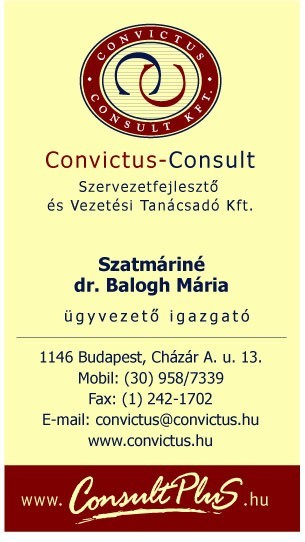 CONVICTUS
CONSULT KFT.
Convictus-Consult
Szervezetfejlesztő
és Vezetési Tanácsadó Kft.
Szatmáriné
dr. Balogh Mária
ügyvezető igazgató
1146 Budapest, Cházár A. u. 13.
Mobil: (30) 958/7339
Fax: (1) 242-1702
E-mail: convictus@convictus.hu
www.convictus.hu
www. ConsultPluS .hu